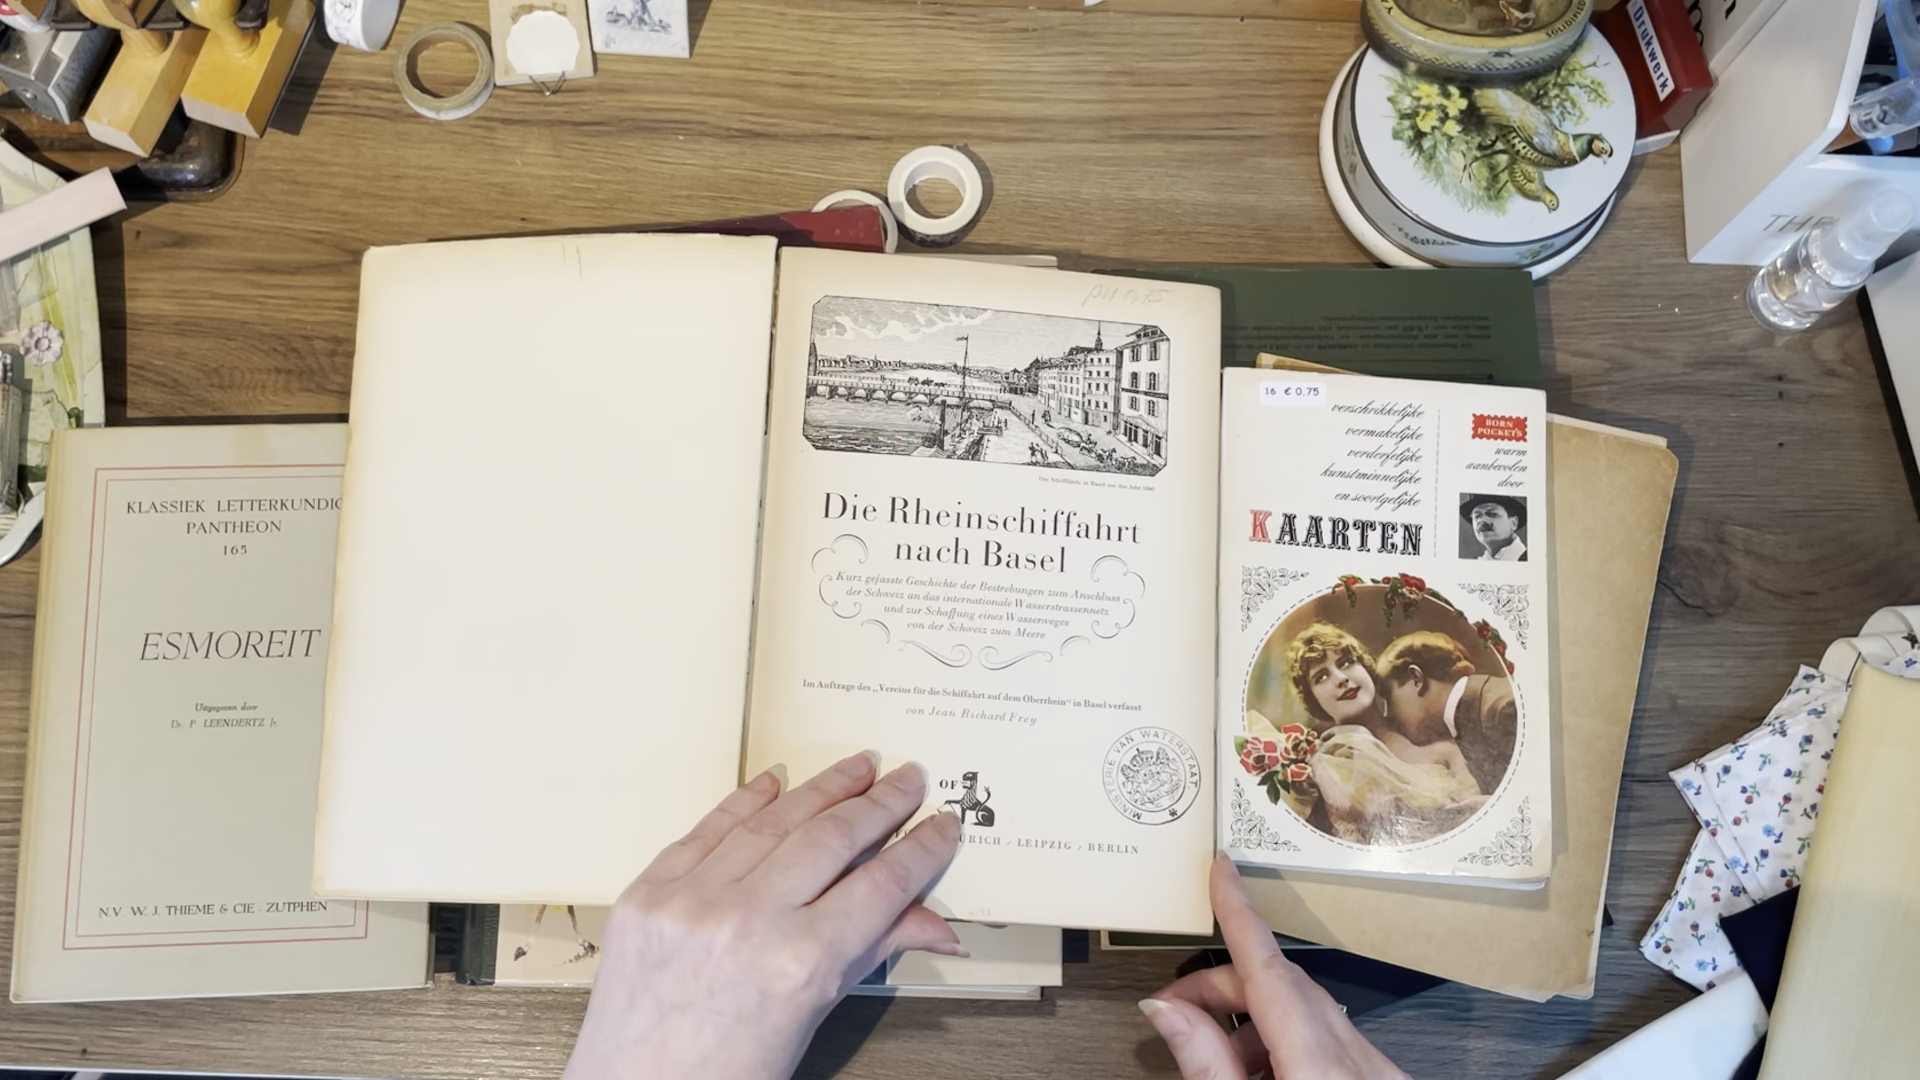 KLASSIEK LETTERKUNDIG
PANTHEON
165
ESMOREIT
Uitgegeven door
Dr. P. LEENDERTZ Jr.
N.V. W. J. THIEME & CIE - ZUTPHEN
Die Rheinschiffahrt
nach Basel
Kurz gefasste Geschichte der Bestrebungen zum Anschluss
der Schweiz an das internationale Wasserstrassennetz
und zur Schaffung eines Wasserweges
von der Schweiz zum Meere
Im Auftrage des „Vereins für die Schiffahrt auf dem Oberrhein“ in Basel verfasst
von Jean Richard Frey
MINISTERIE VAN WATERSTAAT
OF
ÜRICH / LEIPZIG / BERLIN
16 € 0,75
verschrikkelijke
vermakelijke
verderfelijke
kunstminnelijke
en soortgelijke
KAARTEN
BORN
POCKETS
warm
aanbevolen
door
Drukwerk
THE